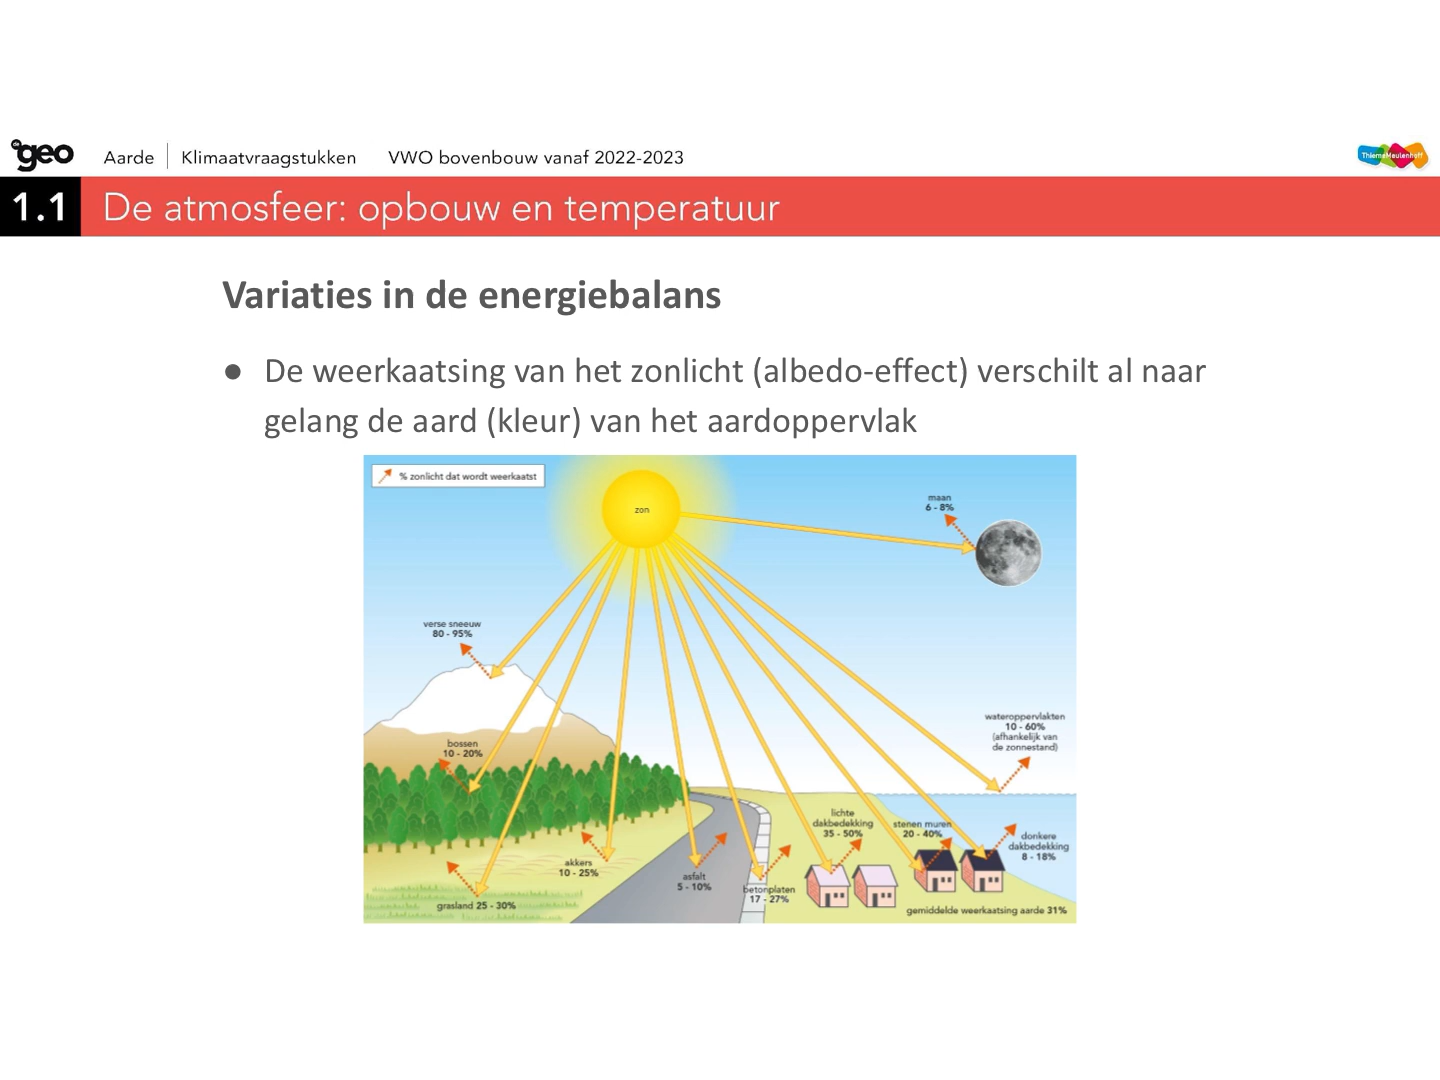 de geo
Aarde | Klimaatvraagstukken VWO bovenbouw vanaf 2022-2023
ThiemeMeulenhoff
1.1 De atmosfeer: opbouw en temperatuur
Variaties in de energiebalans
● De weerkaatsing van het zonlicht (albedo-effect) verschilt al naar
gelang de aard (kleur) van het aardoppervlak
% zonlicht dat wordt weerkaatst
zon
maan
6 - 8%
verse sneeuw
80 - 95%
bossen
10 - 20%
wateroppervlakten
10 - 60%
(afhankelijk van
de zonnestand)
lichte
dakbedekking
35 - 50%
stenen muren
20 - 40%
donkere
dakbedekking
8 - 18%
akkers
10 - 25%
asfalt
5 - 10%
betonplaten
17 - 27%
grasland 25 - 30%
gemiddelde weerkaatsing aarde 31%